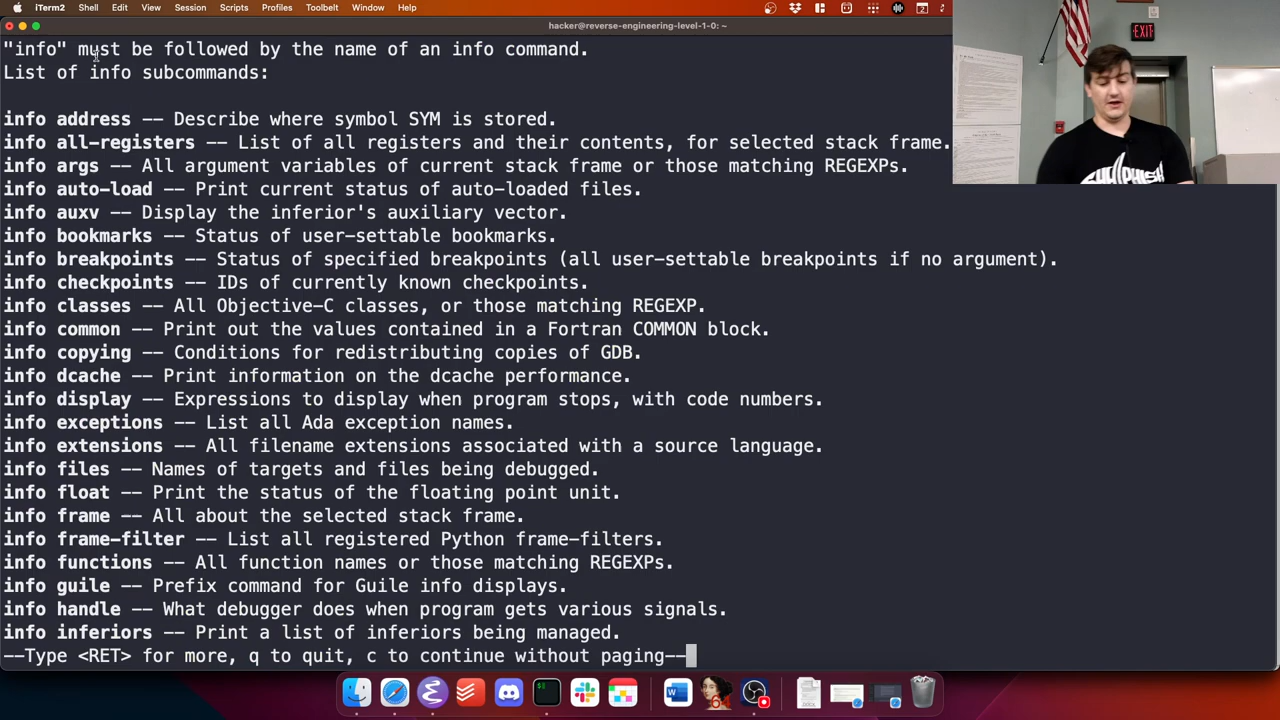 iTerm2 Shell Edit View Session Scripts Profiles Toolbelt Window Help
hacker@reverse-engineering-level-1-0: ~
"info" must be followed by the name of an info command.
List of info subcommands:
info address -- Describe where symbol SYM is stored.
info all-registers -- List of all registers and their contents, for selected stack frame.
info args -- All argument variables of current stack frame or those matching REGEXPs.
info auto-load -- Print current status of auto-loaded files.
info auxv -- Display the inferior's auxiliary vector.
info bookmarks -- Status of user-settable bookmarks.
info breakpoints -- Status of specified breakpoints (all user-settable breakpoints if no argument).
info checkpoints -- IDs of currently known checkpoints.
info classes -- All Objective-C classes, or those matching REGEXP.
info common -- Print out the values contained in a Fortran COMMON block.
info copying -- Conditions for redistributing copies of GDB.
info dcache -- Print information on the dcache performance.
info display -- Expressions to display when program stops, with code numbers.
info exceptions -- List all Ada exception names.
info extensions -- All filename extensions associated with a source language.
info files -- Names of targets and files being debugged.
info float -- Print the status of the floating point unit.
info frame -- All about the selected stack frame.
info frame-filter -- List all registered Python frame-filters.
info functions -- All function names or those matching REGEXPs.
info guile -- Prefix command for Guile info displays.
info handle -- What debugger does when program gets various signals.
info inferiors -- Print a list of inferiors being managed.
--Type <RET> for more, q to quit, c to continue without paging--
EXIT